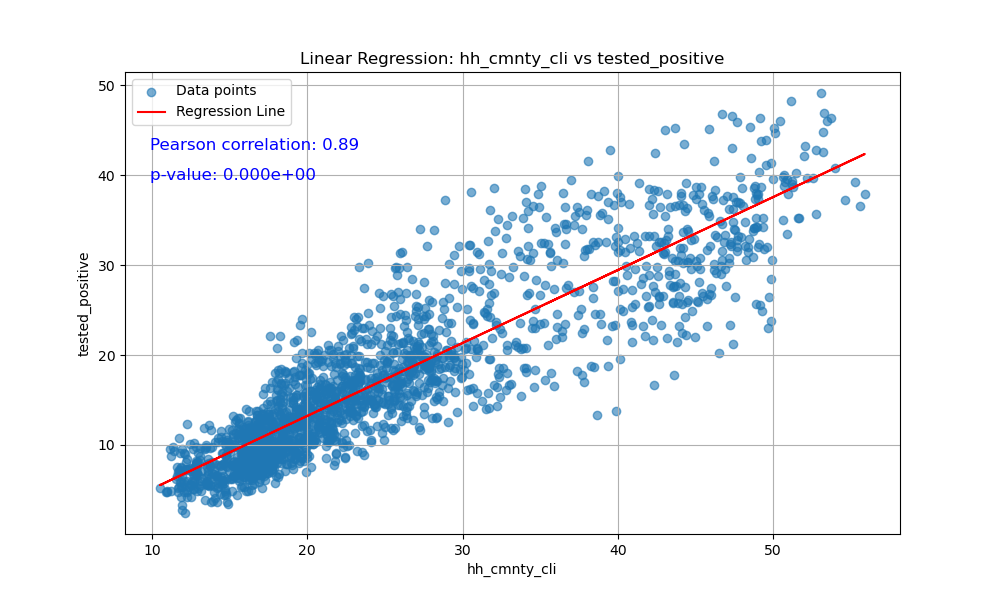 Linear Regression: hh_cmnty_cli vs tested_positive
Data points
Regression Line
Pearson correlation: 0.89
p-value: 0.000e+00
50
40
30
20
10
tested_positive
10 20 30 40 50
hh_cmnty_cli